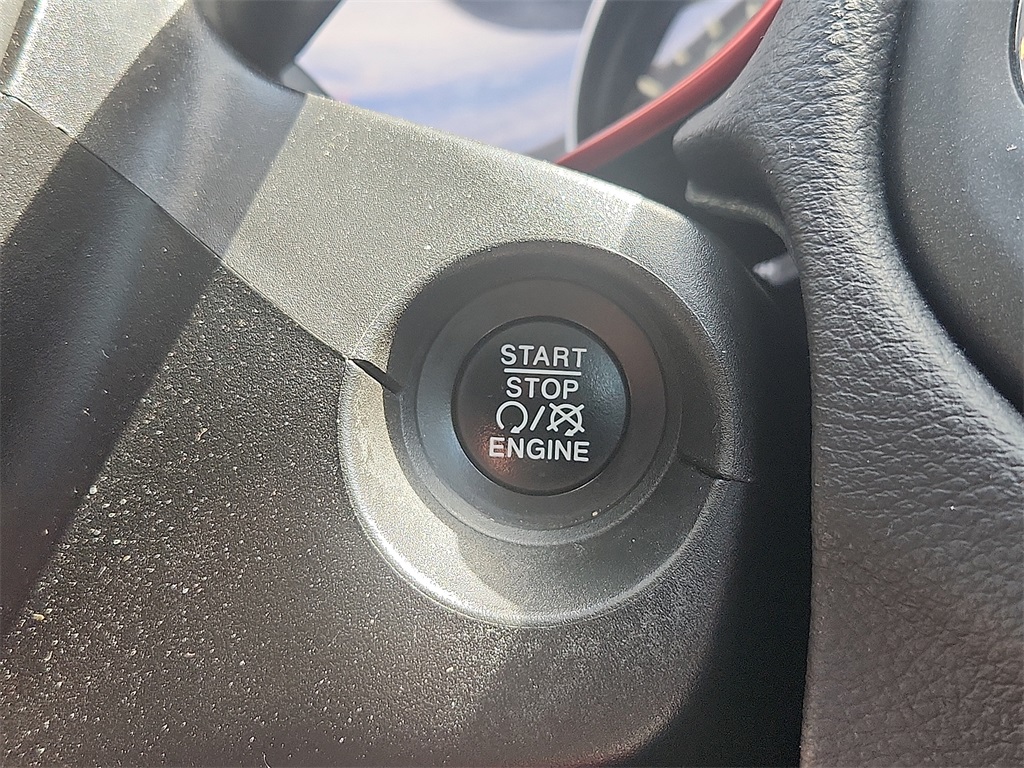 START
STOP
/
ENGINE